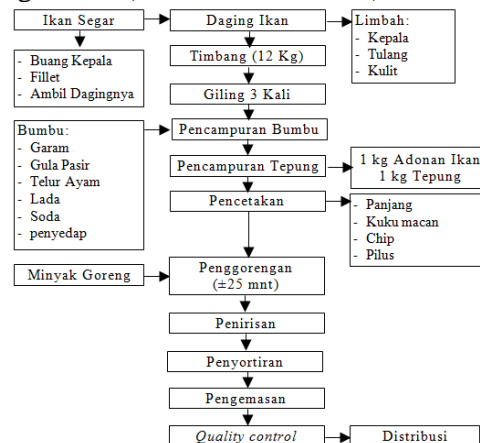 Ikan Segar
Daging Ikan
Limbah:
- Kepala
- Tulang
- Kulit
- Buang Kepala
- Fillet
- Ambil Dagingnya
Timbang (12 Kg)
Giling 3 Kali
Bumbu:
- Garam
- Gula Pasir
- Telur Ayam
- Lada
- Soda
- penyedap
Pencampuran Bumbu
Pencampuran Tepung
1 kg Adonan Ikan
1 kg Tepung
Pencetakan
- Panjang
- Kuku macan
- Chip
- Pilus
Minyak Goreng
Penggorengan
(±25 mnt)
Penirisan
Penyortiran
Pengemasan
Quality control
Distribusi